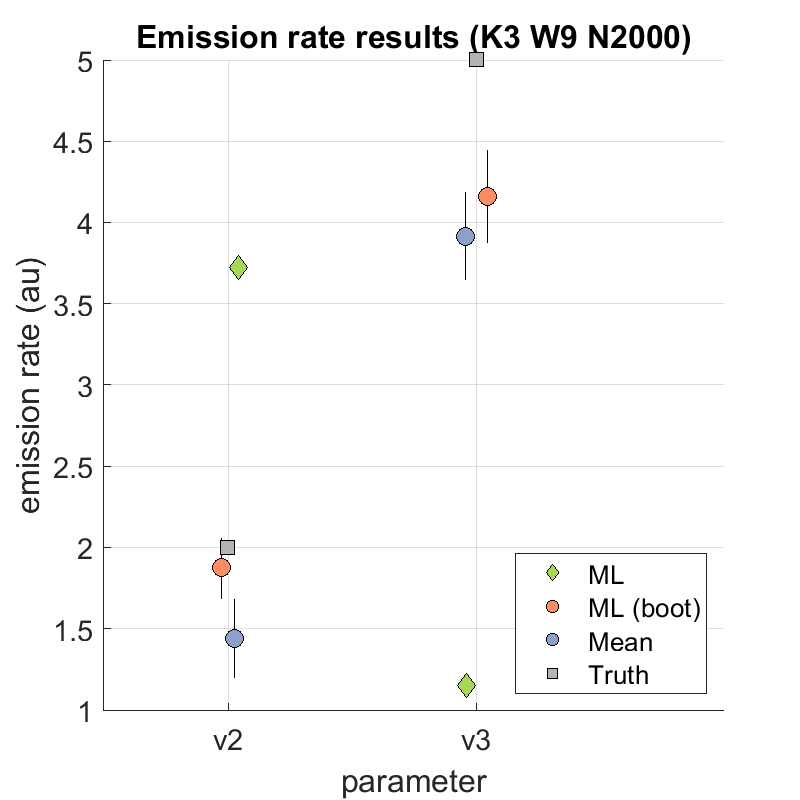 Emission rate results (K3 W9 N2000)
5
4.5
4
3.5
3
2.5
2
1.5
1
emission rate (au)
v2
v3
parameter
ML
ML (boot)
Mean
Truth